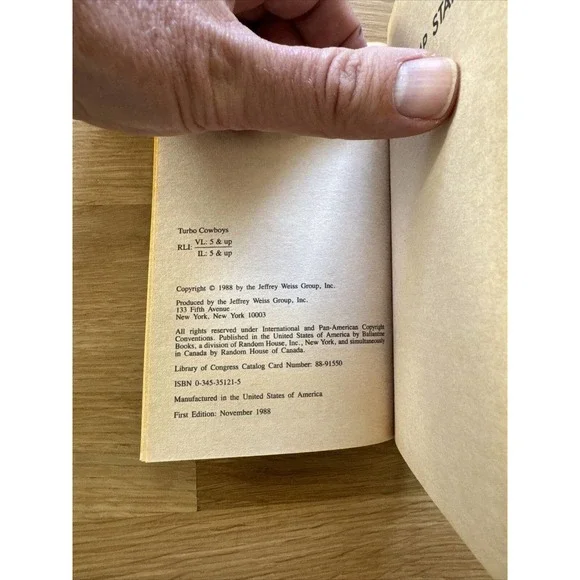 UP STA
Turbo Cowboys
RLI: VL: 5 & up
IL: 5 & up
Copyright © 1988 by the Jeffrey Weiss Group, Inc.
Produced by the Jeffrey Weiss Group, Inc.
133 Fifth Avenue
New York, New York 10003
All rights reserved under International and Pan-American Copyright
Conventions. Published in the United States of America by Ballantine
Books, a division of Random House, Inc., New York, and simultaneously
in Canada by Random House of Canada.
Library of Congress Catalog Card Number: 88-91550
ISBN 0-345-35121-5
Manufactured in the United States of America
First Edition: November 1988